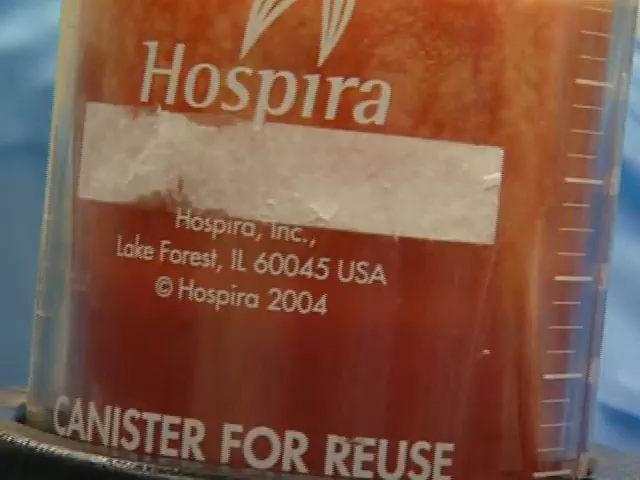 Hospira
Hospira, Inc.,
Lake Forest, IL 60045 USA
© Hospira 2004
CANISTER FOR REUSE